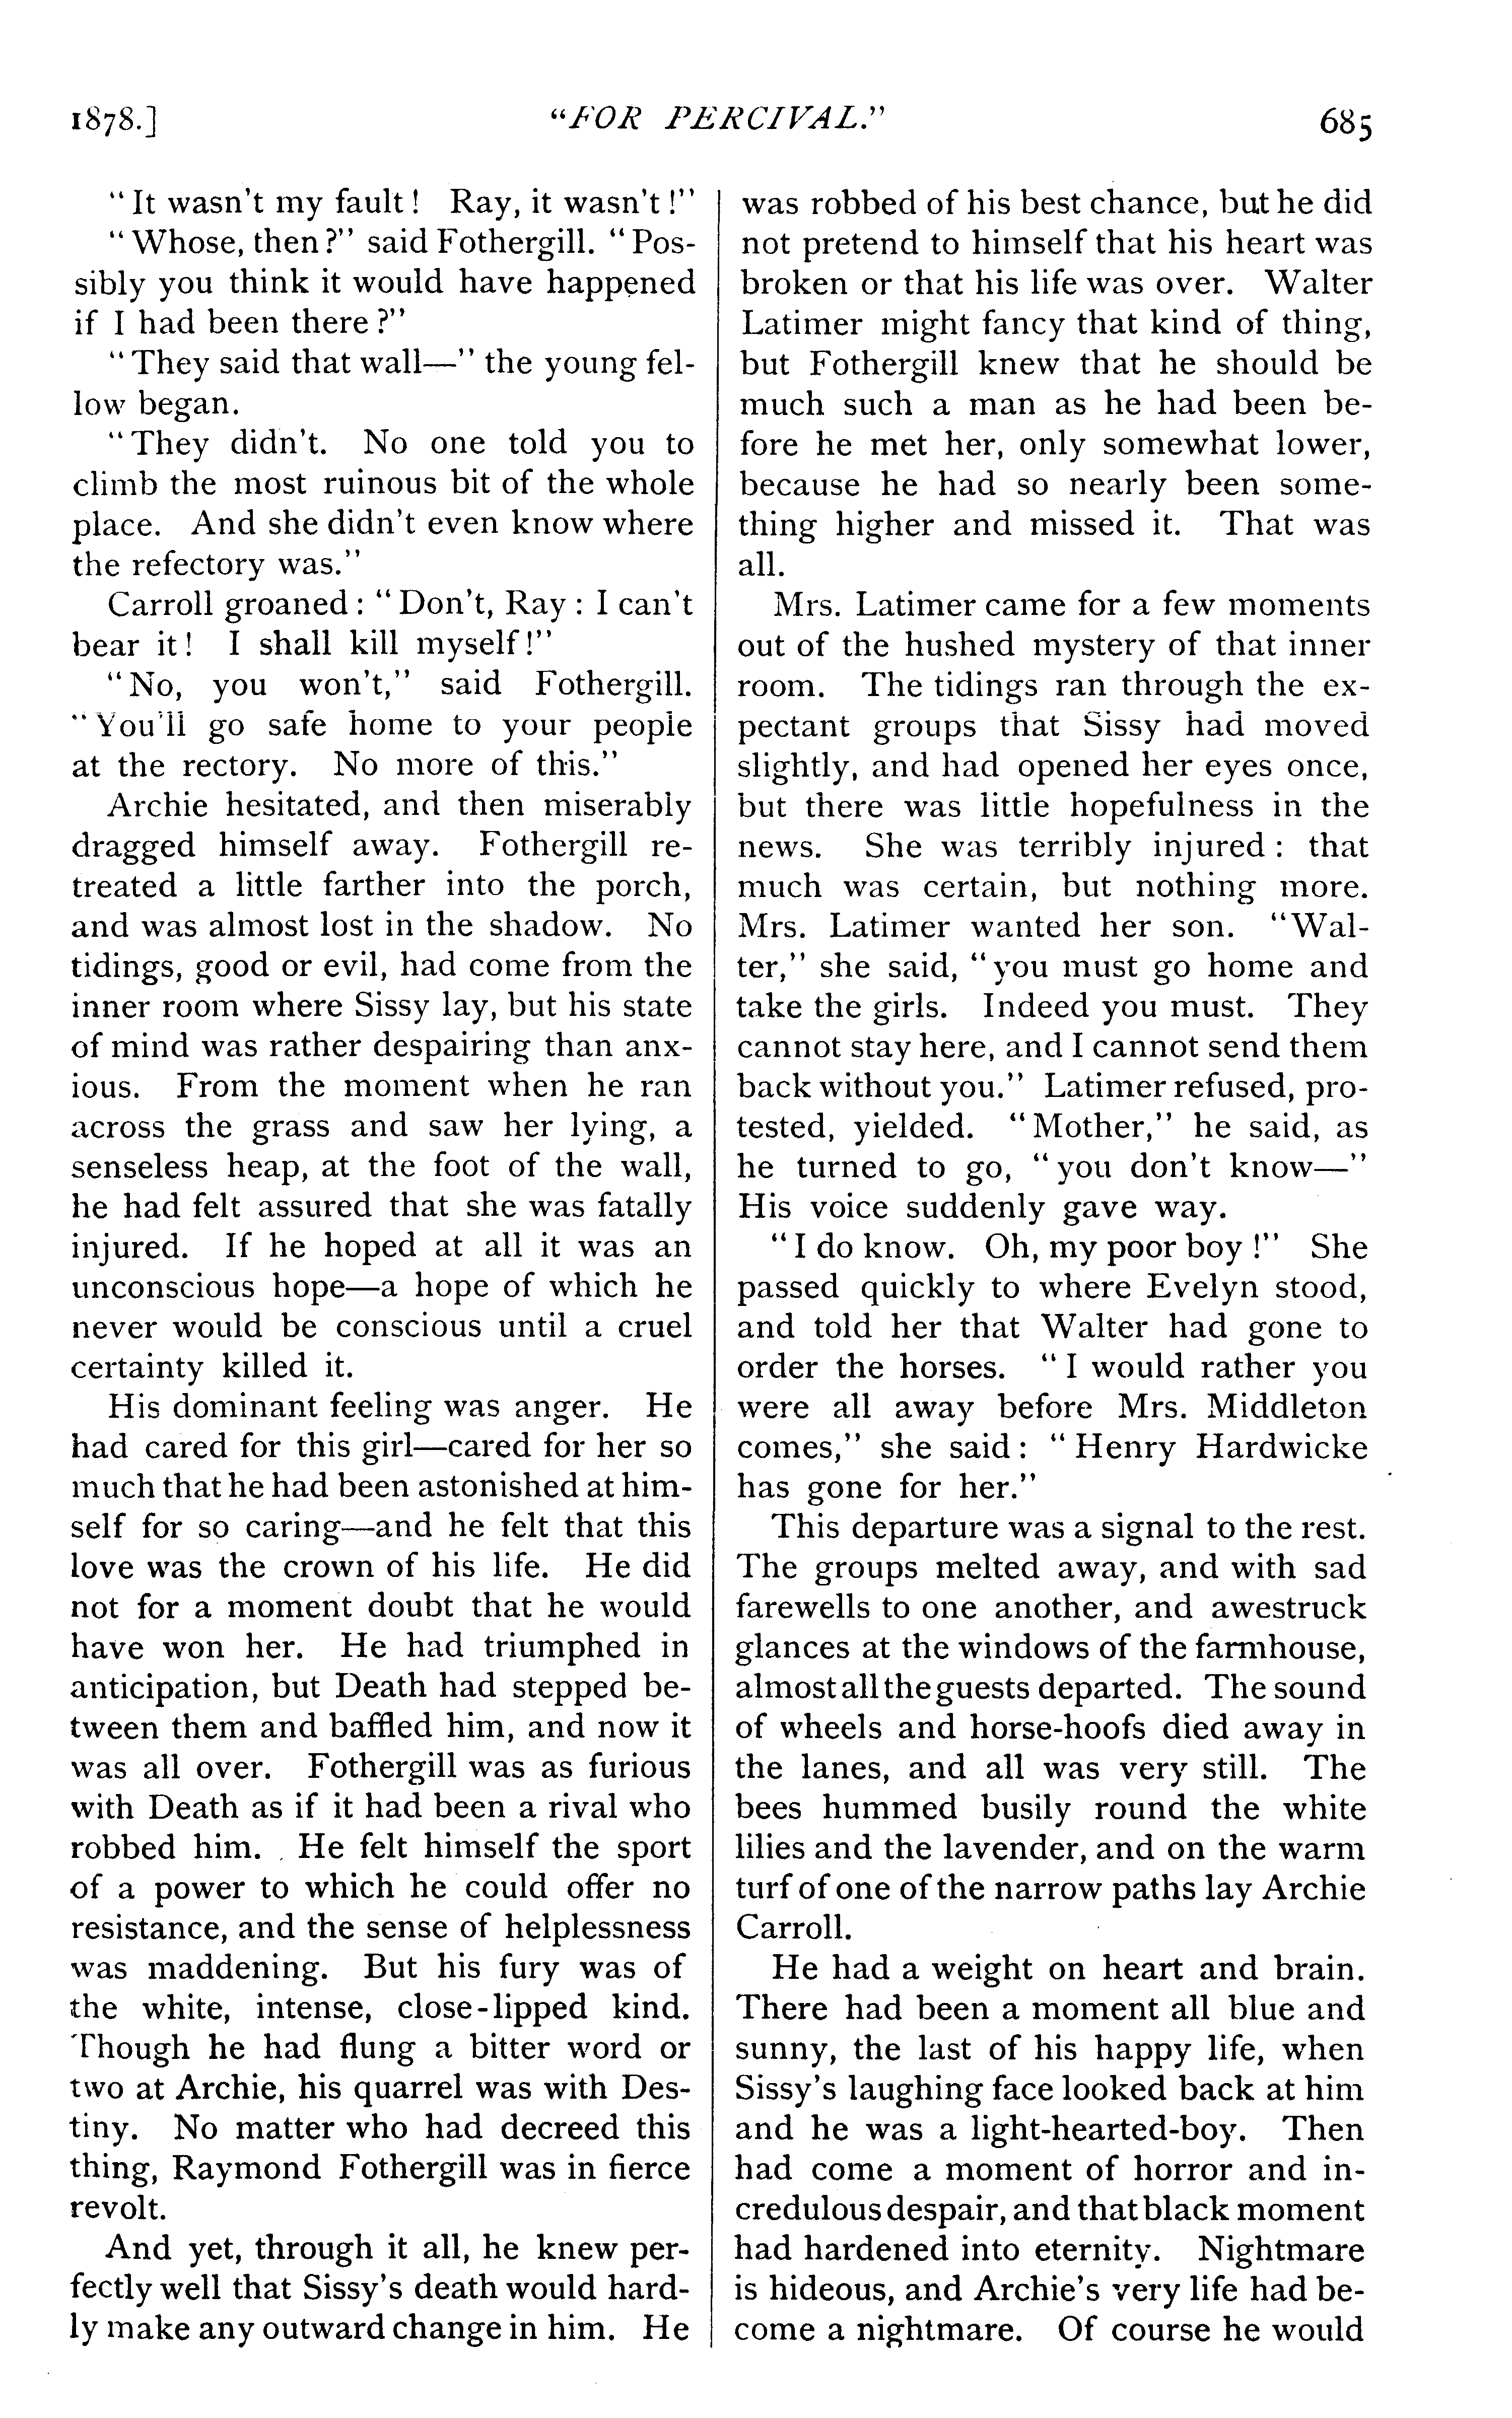 1878.] "FOR PERCIVAL." 685
"It wasn't my fault! Ray, it wasn't!"
"Whose, then?" said Fothergill. "Pos-
sibly you think it would have happened
if I had been there?"
"They said that wall—" the young fel-
low began.
"They didn't. No one told you to
climb the most ruinous bit of the whole
place. And she didn't even know where
the refectory was."
Carroll groaned: "Don't, Ray: I can't
bear it! I shall kill myself!"
"No, you won't," said Fothergill.
"You'll go safe home to your people
at the rectory. No more of this."
Archie hesitated, and then miserably
dragged himself away. Fothergill re-
treated a little farther into the porch,
and was almost lost in the shadow. No
tidings, good or evil, had come from the
inner room where Sissy lay, but his state
of mind was rather despairing than anx-
ious. From the moment when he ran
across the grass and saw her lying, a
senseless heap, at the foot of the wall,
he had felt assured that she was fatally
injured. If he hoped at all it was an
unconscious hope—a hope of which he
never would be conscious until a cruel
certainty killed it.
His dominant feeling was anger. He
had cared for this girl—cared for her so
much that he had been astonished at him-
self for so caring—and he felt that this
love was the crown of his life. He did
not for a moment doubt that he would
have won her. He had triumphed in
anticipation, but Death had stepped be-
tween them and baffled him, and now it
was all over. Fothergill was as furious
with Death as if it had been a rival who
robbed him. He felt himself the sport
of a power to which he could offer no
resistance, and the sense of helplessness
was maddening. But his fury was of
the white, intense, close-lipped kind.
Though he had flung a bitter word or
two at Archie, his quarrel was with Des-
tiny. No matter who had decreed this
thing, Raymond Fothergill was in fierce
revolt.
And yet, through it all, he knew per-
fectly well that Sissy's death would hard-
ly make any outward change in him. He
was robbed of his best chance, but he did
not pretend to himself that his heart was
broken or that his life was over. Walter
Latimer might fancy that kind of thing,
but Fothergill knew that he should be
much such a man as he had been be-
fore he met her, only somewhat lower,
because he had so nearly been some-
thing higher and missed it. That was
all.
Mrs. Latimer came for a few moments
out of the hushed mystery of that inner
room. The tidings ran through the ex-
pectant groups that Sissy had moved
slightly, and had opened her eyes once,
but there was little hopefulness in the
news. She was terribly injured: that
much was certain, but nothing more.
Mrs. Latimer wanted her son. "Wal-
ter," she said, "you must go home and
take the girls. Indeed you must. They
cannot stay here, and I cannot send them
back without you." Latimer refused, pro-
tested, yielded. "Mother," he said, as
he turned to go, "you don't know—"
His voice suddenly gave way.
"I do know. Oh, my poor boy!" She
passed quickly to where Evelyn stood,
and told her that Walter had gone to
order the horses. "I would rather you
were all away before Mrs. Middleton
comes," she said: "Henry Hardwicke
has gone for her."
This departure was a signal to the rest.
The groups melted away, and with sad
farewells to one another, and awestruck
glances at the windows of the farmhouse,
almost all the guests departed. The sound
of wheels and horse-hoofs died away in
the lanes, and all was very still. The
bees hummed busily round the white
lilies and the lavender, and on the warm
turf of one of the narrow paths lay Archie
Carroll.
He had a weight on heart and brain.
There had been a moment all blue and
sunny, the last of his happy life, when
Sissy's laughing face looked back at him
and he was a light-hearted-boy. Then
had come a moment of horror and in-
credulous despair, and that black moment
had hardened into eternity. Nightmare
is hideous, and Archie's very life had be-
come a nightmare. Of course he would